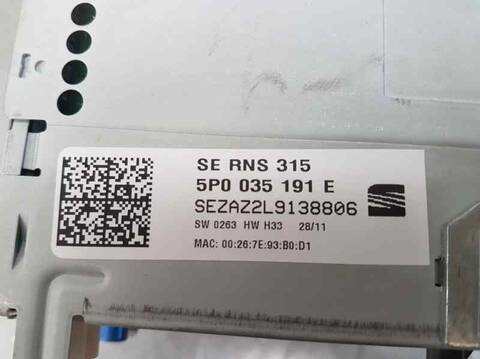 SE RNS 315
5P0 035 191 E
SEZAZ2L9138806
SW 0263 HW H33 28/11
MAC: 00:26:7E:93:B0:D1